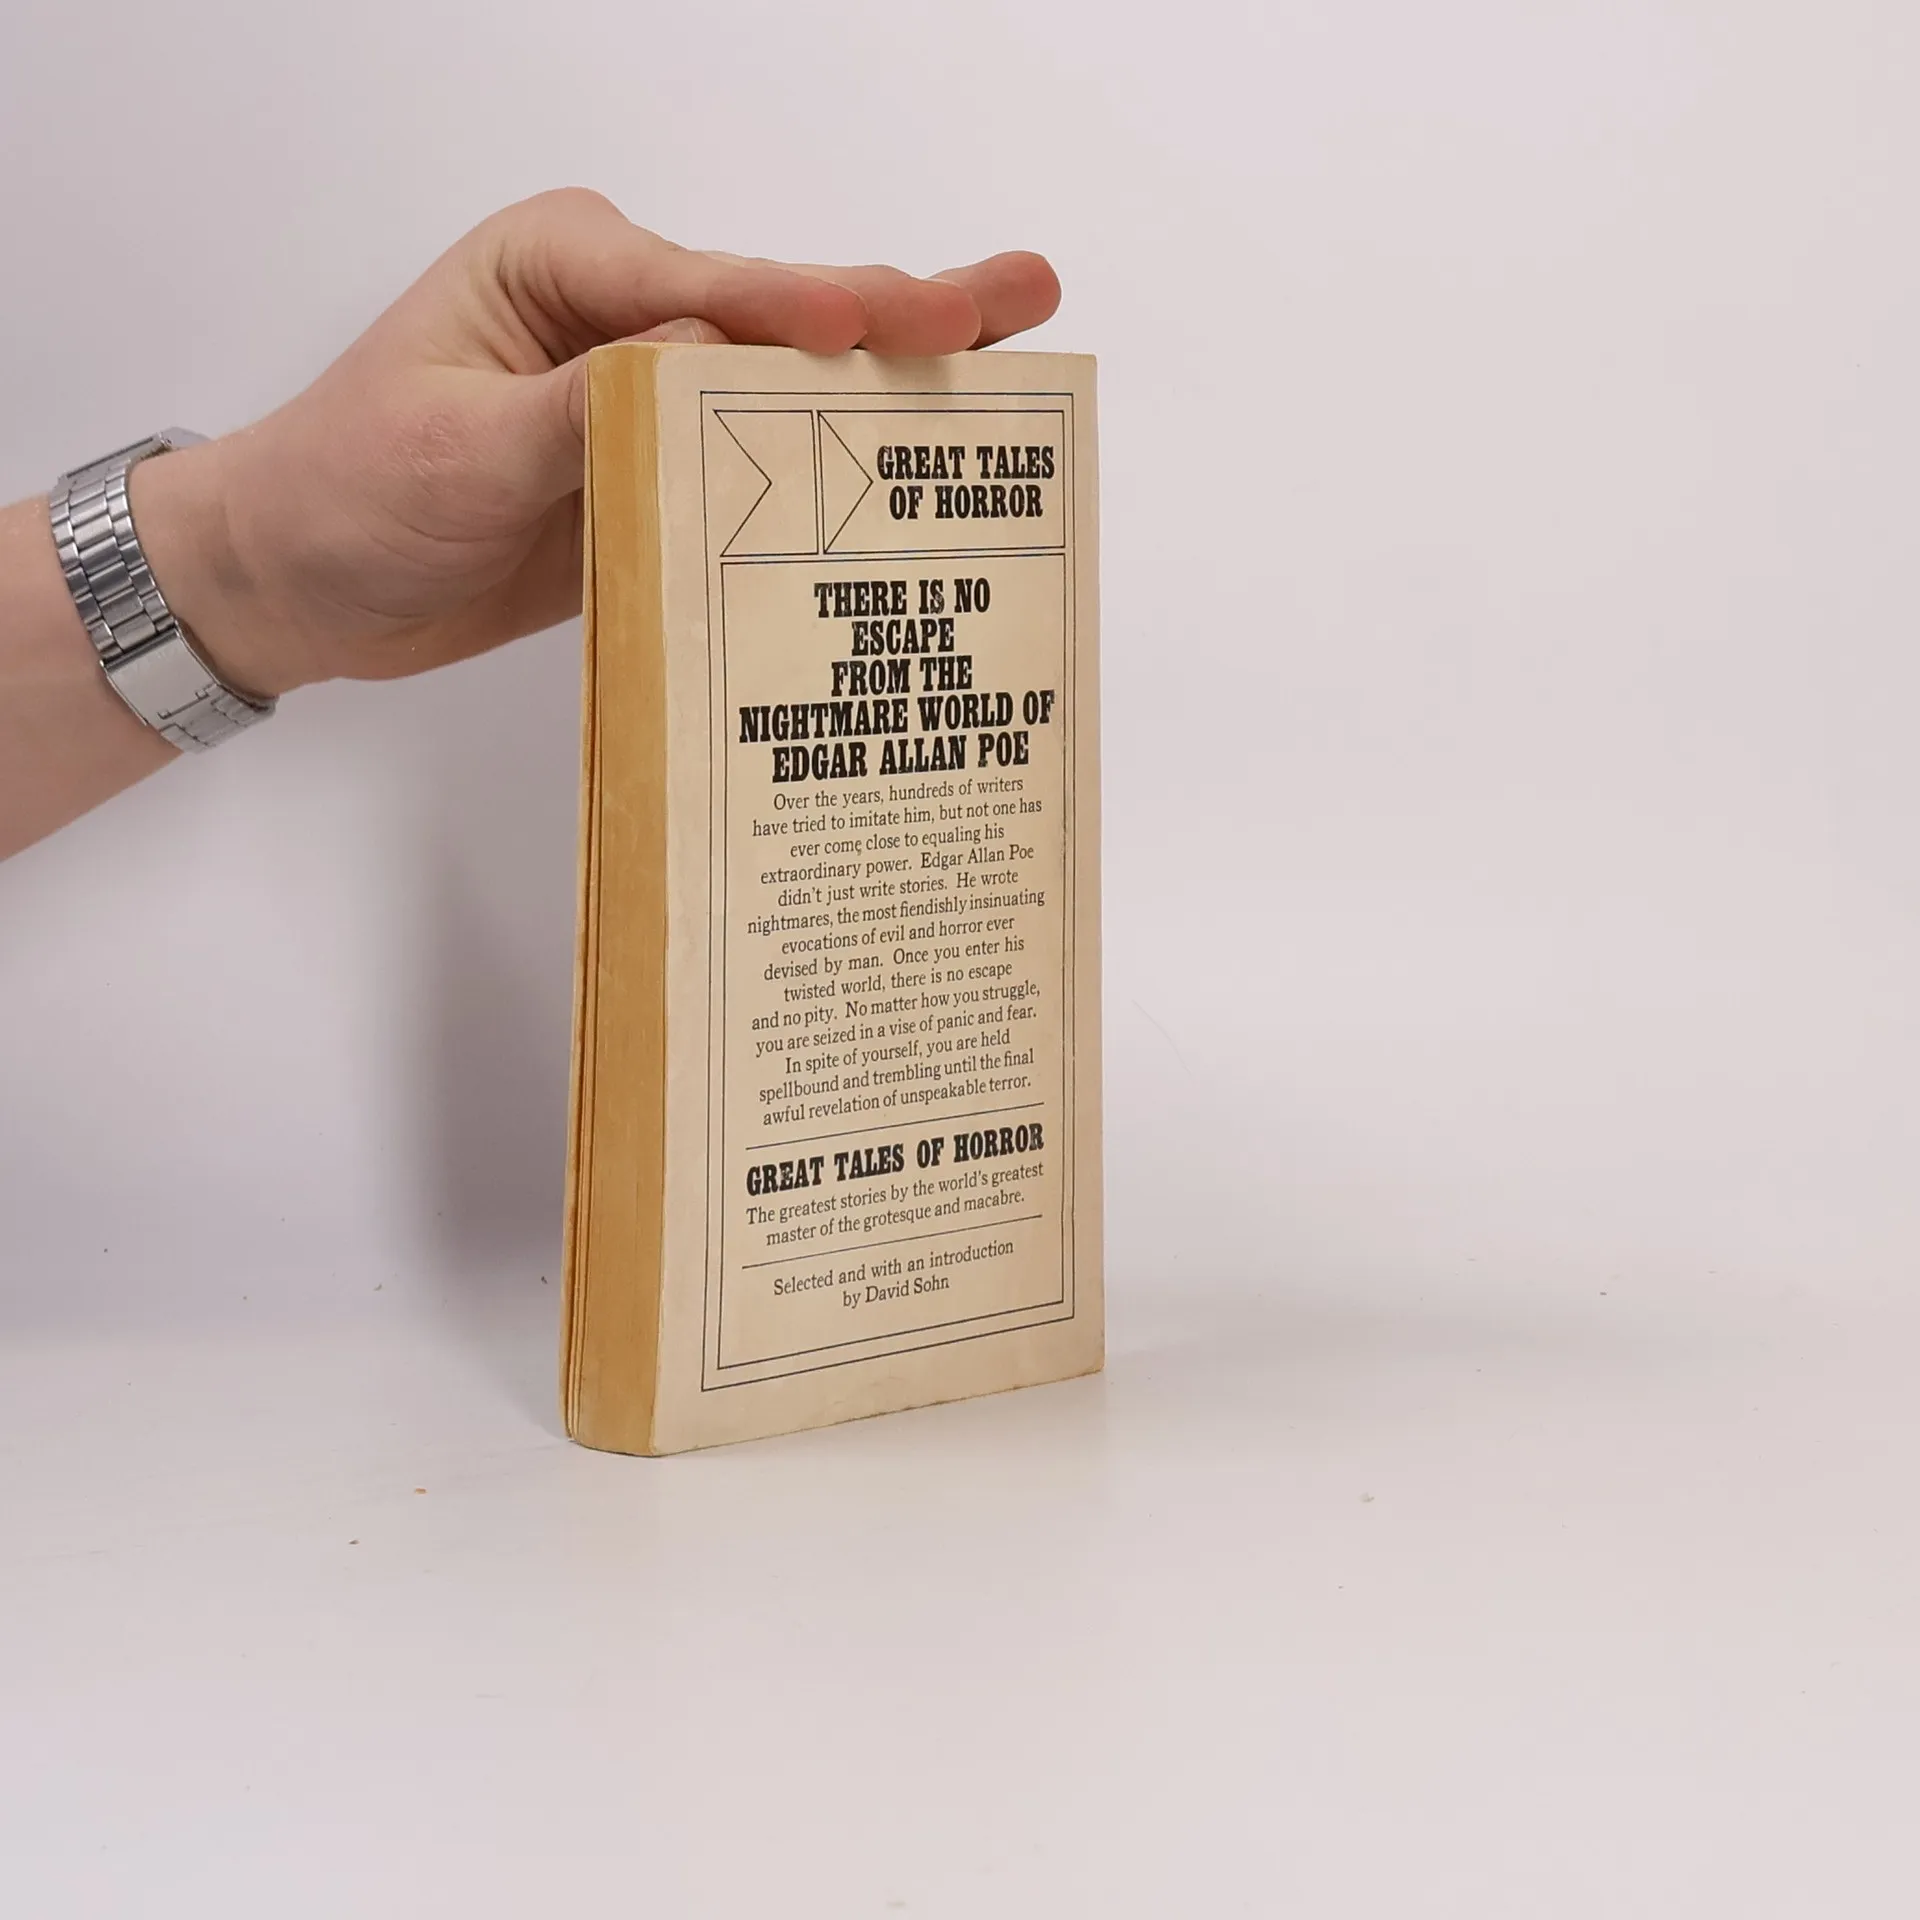 GREAT TALES
OF HORROR
THERE IS NO
ESCAPE
FROM THE
NIGHTMARE WORLD OF
EDGAR ALLAN POE
Over the years, hundreds of writers
have tried to imitate him, but not one has
ever come close to equaling his
extraordinary power. Edgar Allan Poe
didn't just write stories. He wrote
nightmares, the most fiendishly insinuating
evocations of evil and horror ever
devised by man. Once you enter his
twisted world, there is no escape
and no pity. No matter how you struggle,
you are seized in a vise of panic and fear.
In spite of yourself, you are held
spellbound and trembling until the final
awful revelation of unspeakable terror.
GREAT TALES OF HORROR
The greatest stories by the world's greatest
master of the grotesque and macabre.
Selected and with an introduction
by David Sohn